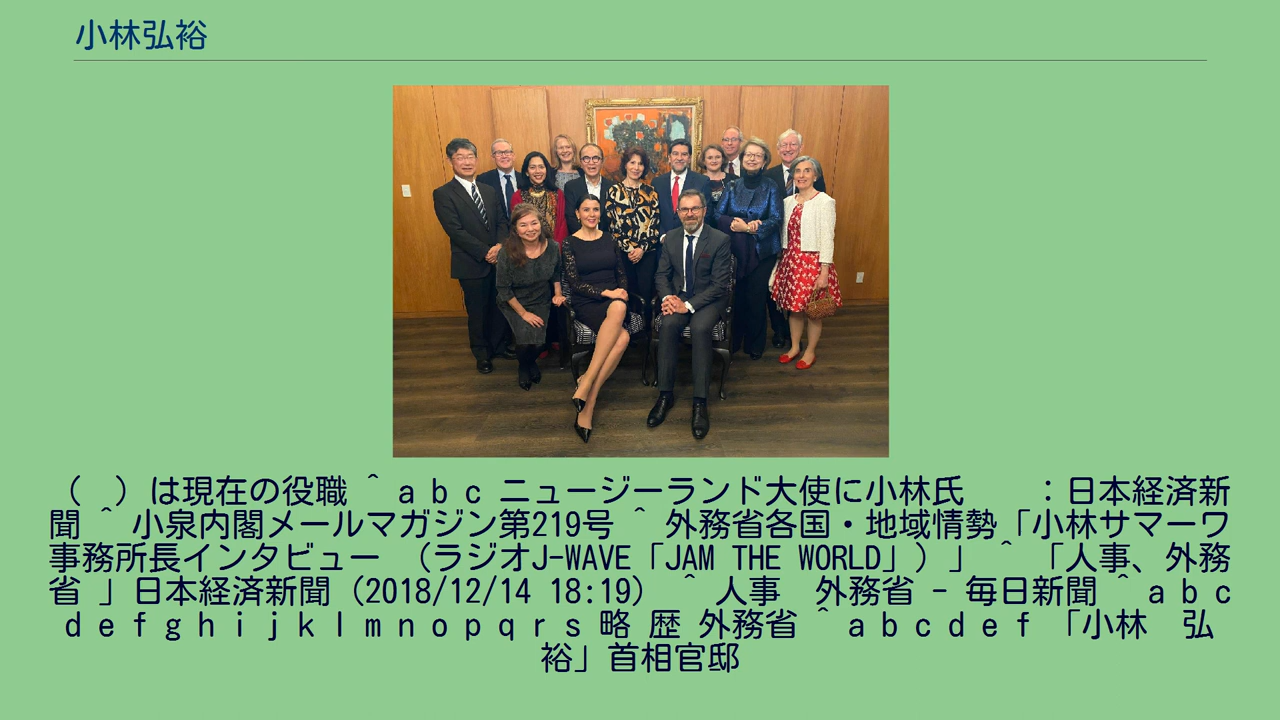 小林弘裕
（　）は現在の役職 ＾ａｂｃ ニュージーランド大使に小林氏　　：日本経済新
聞 ＾ 小泉内閣メールマガジン第219号 ＾ 外務省各国・地域情勢「小林サマーワ
事務所長インタビュー　（ラジオJ-WAVE「JAM THE WORLD」）」 ＾ 「人事、外務
省 」日本経済新聞（2018/12/14 18:19） ＾ 人事　外務省 - 毎日新聞 ＾ａｂｃ
ｄｅｆｇｈｉｊｋｌｍｎｏｐｑｒｓ 略 歴 外務省 ＾ａｂｃｄｅｆ 「小林　弘
裕」首相官邸